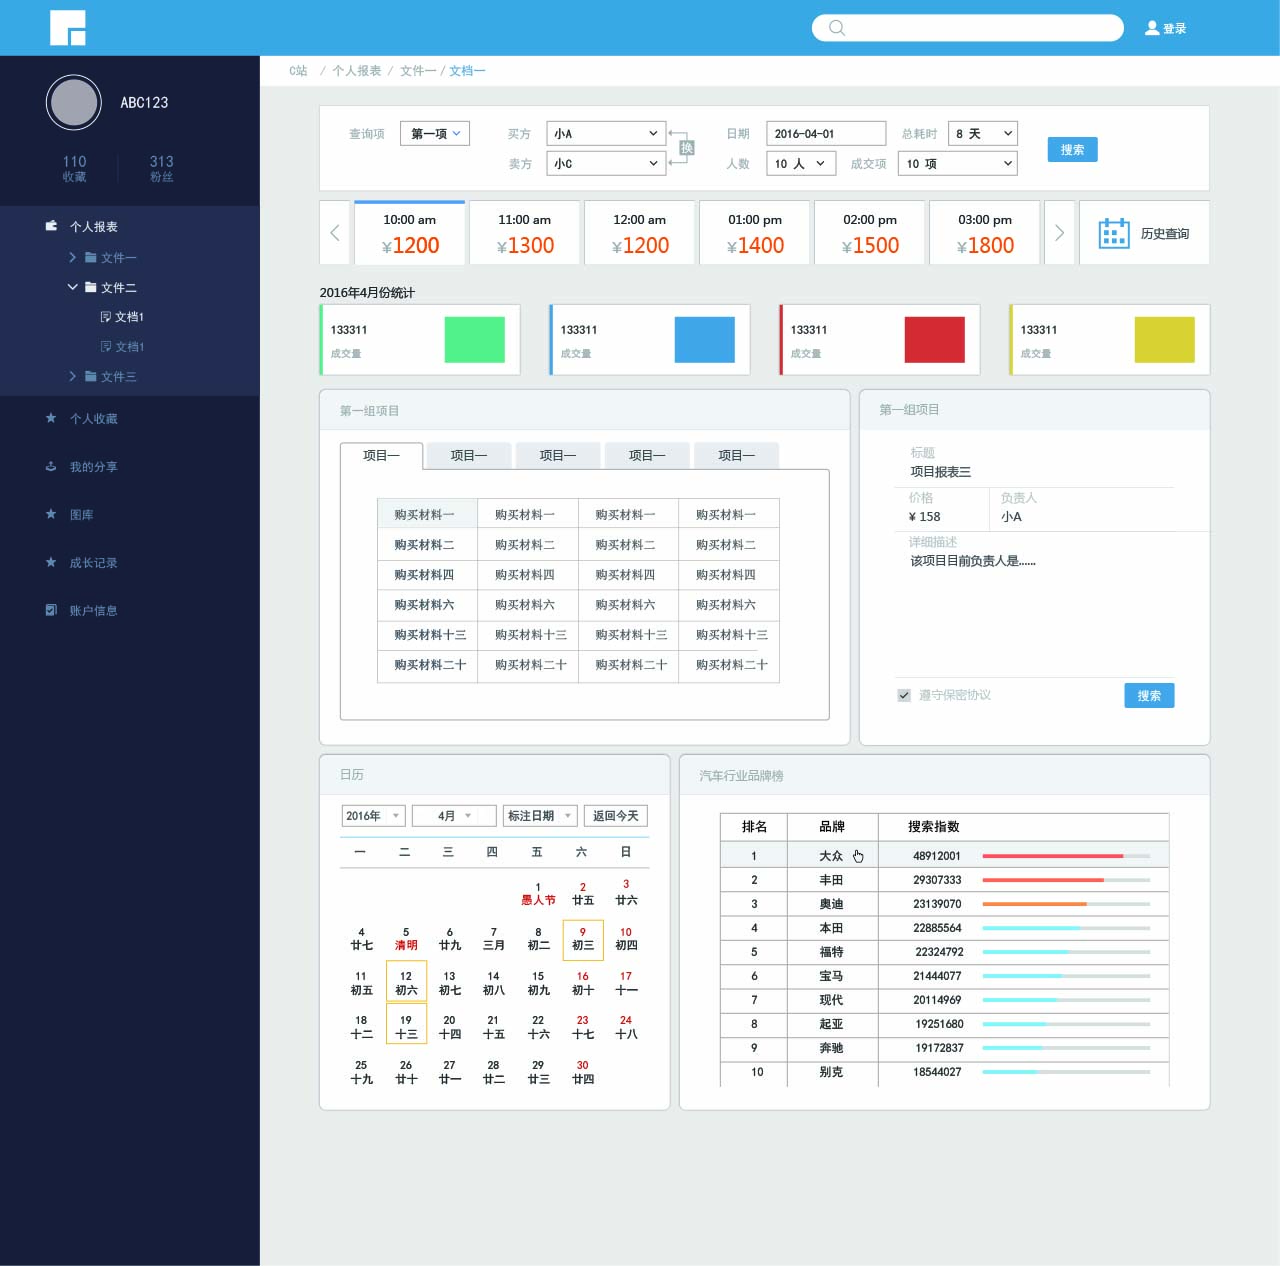 登录
C站 / 个人报表 / 文件一 / 文档一
ABC123
110 313
收藏 粉丝
个人报表
文件一
文件二
文档1
文档1
文件三
个人收藏
我的分享
图库
成长记录
账户信息
查询项 第一项 买方 小A 换 日期 2016-04-01 总耗时 8 天 搜索
卖方 小C 人数 10 人 成交项 10 项
10:00 am 11:00 am 12:00 am 01:00 pm 02:00 pm 03:00 pm 历史查询
¥1200 ¥1300 ¥1200 ¥1400 ¥1500 ¥1800
2016年4月份统计
133311 133311 133311 133311
成交量 成交量 成交量 成交量
第一组项目
项目一 项目一 项目一 项目一 项目一
购买材料一 购买材料一 购买材料一 购买材料一
购买材料二 购买材料二 购买材料二 购买材料二
购买材料四 购买材料四 购买材料四 购买材料四
购买材料六 购买材料六 购买材料六 购买材料六
购买材料十三 购买材料十三 购买材料十三 购买材料十三
购买材料二十 购买材料二十 购买材料二十 购买材料二十
第一组项目
标题
项目报表三
价格 负责人
¥ 158 小A
详细描述
该项目目前负责人是......
遵守保密协议 搜索
日历
2016年 4月 标注日期 返回今天
一 二 三 四 五 六 日
1 2 3
愚人节 廿五 廿六
4 5 6 7 8 9 10
廿七 清明 廿九 三月 初二 初三 初四
11 12 13 14 15 16 17
初五 初六 初七 初八 初九 初十 十一
18 19 20 21 22 23 24
十二 十三 十四 十五 十六 十七 十八
25 26 27 28 29 30
十九 廿十 廿一 廿二 廿三 廿四
汽车行业品牌榜
排名 品牌 搜索指数
1 大众 48912001
2 丰田 29307333
3 奥迪 23139070
4 本田 22885564
5 福特 22324792
6 宝马 21444077
7 现代 20114969
8 起亚 19251680
9 奔驰 19172837
10 别克 18544027